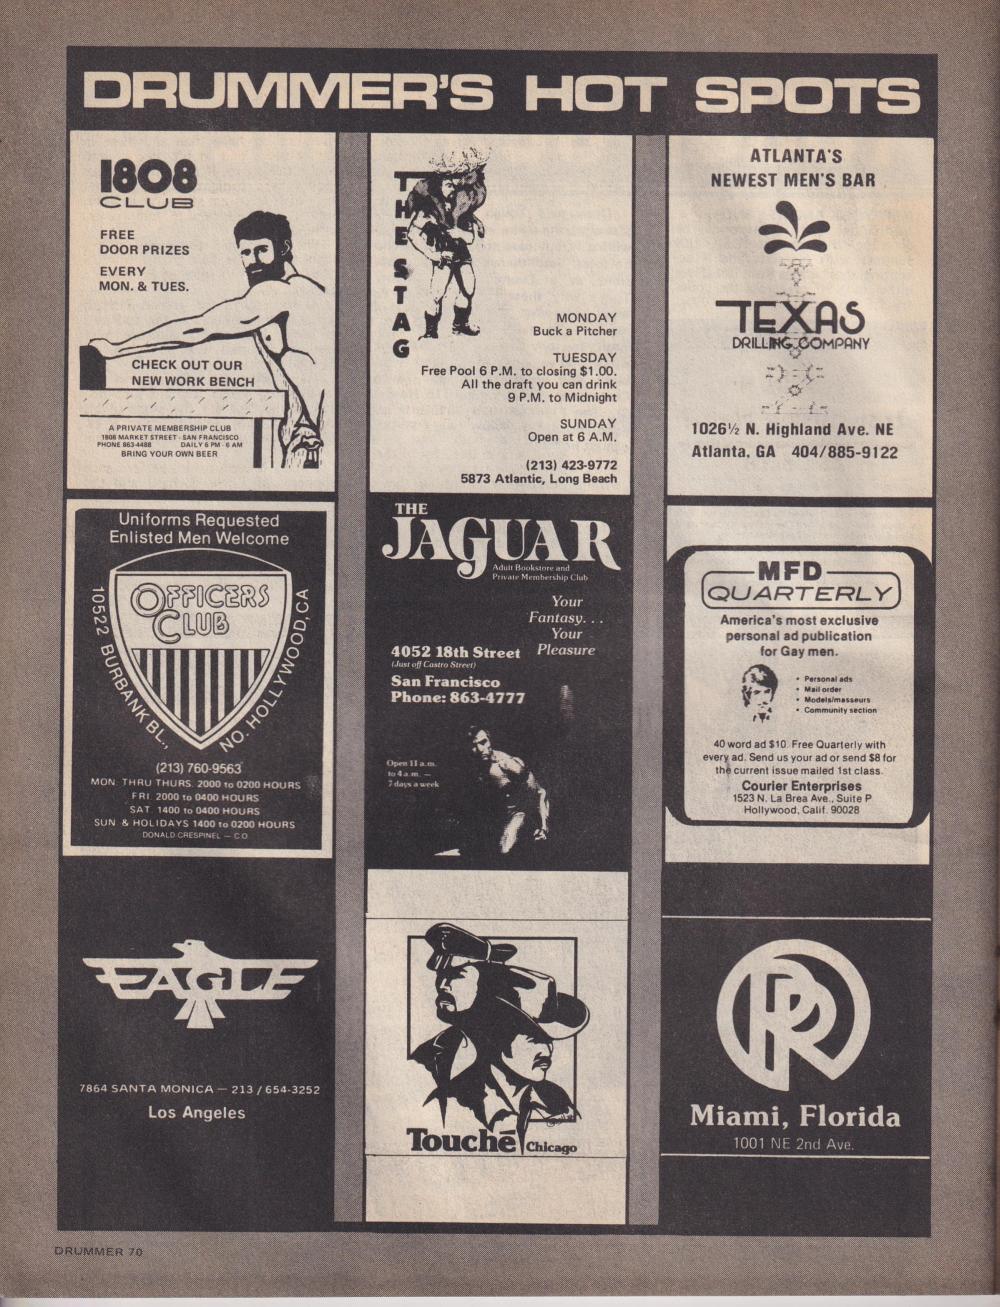 DRUMMER'S HOT SPOTS
1808
CLUB
FREE
DOOR PRIZES
EVERY
MON. & TUES.
CHECK OUT OUR
NEW WORK BENCH
A PRIVATE MEMBERSHIP CLUB
1808 MARKET STREET - SAN FRANCISCO
PHONE 863-4488 DAILY 6 PM - 6 AM
BRING YOUR OWN BEER
THE STAG
MONDAY
Buck a Pitcher
TUESDAY
Free Pool 6 P.M. to closing $1.00.
All the draft you can drink
9 P.M. to Midnight
SUNDAY
Open at 6 A.M.
(213) 423-9772
5873 Atlantic, Long Beach
ATLANTA'S
NEWEST MEN'S BAR
TEXAS
DRILLING COMPANY
1026½ N. Highland Ave. NE
Atlanta, GA 404/885-9122
Uniforms Requested
Enlisted Men Welcome
OFFICERS
CLUB
10522 BURBANK BL., NO. HOLLYWOOD, CA
(213) 760-9563
MON. THRU THURS. 2000 to 0200 HOURS
FRI. 2000 to 0400 HOURS
SAT. 1400 to 0400 HOURS
SUN. & HOLIDAYS 1400 to 0200 HOURS
DONALD CRESPINEL — C.O.
THE
JAGUAR
Adult Bookstore and
Private Membership Club
Your
Fantasy. . .
Your
Pleasure
4052 18th Street
(Just off Castro Street)
San Francisco
Phone: 863-4777
Open 11 a.m.
to 4 a.m. —
7 days a week
MFD
QUARTERLY
America's most exclusive
personal ad publication
for Gay men.
• Personal ads
• Mail order
• Models/masseurs
• Community section
40 word ad $10. Free Quarterly with
every ad. Send us your ad or send $8 for
the current issue mailed 1st class.
Courier Enterprises
1523 N. La Brea Ave., Suite P
Hollywood, Calif. 90028
EAGLE
7864 SANTA MONICA — 213 / 654-3252
Los Angeles
Touché Chicago
Miami, Florida
1001 NE 2nd Ave.
DRUMMER 70